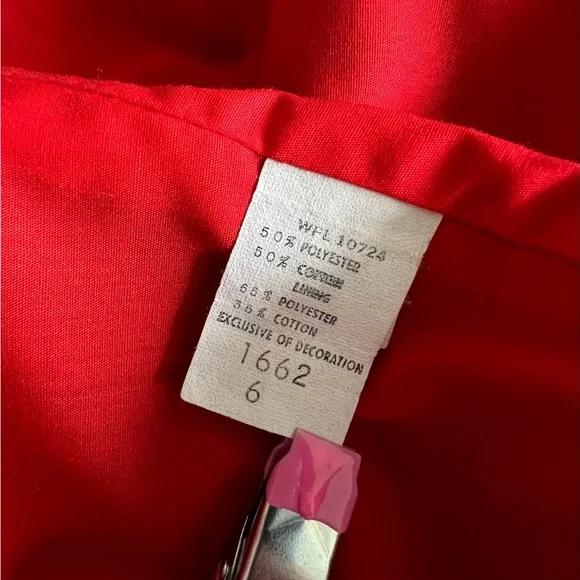 WPL 10724
50% POLYESTER
50% COTTON
LINING
65% POLYESTER
35% COTTON
EXCLUSIVE OF DECORATION
1662
6